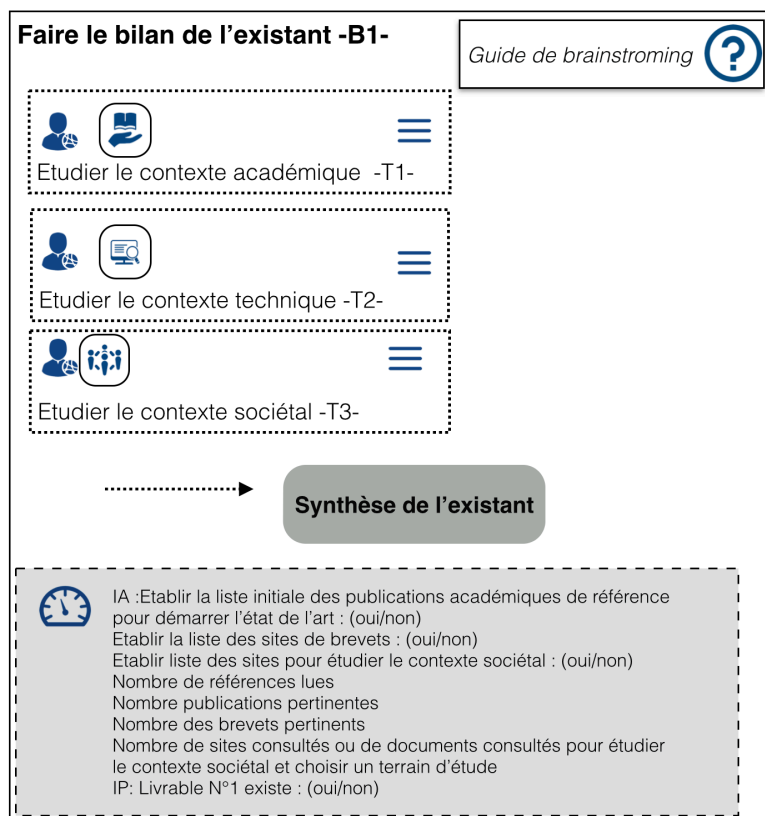 Faire le bilan de l'existant -B1-
Guide de brainstroming
?
Etudier le contexte académique -T1-
Etudier le contexte technique -T2-
Etudier le contexte sociétal -T3-
Synthèse de l'existant
IA :Etablir la liste initiale des publications académiques de référence
pour démarrer l'état de l'art : (oui/non)
Etablir la liste des sites de brevets : (oui/non)
Etablir liste des sites pour étudier le contexte sociétal : (oui/non)
Nombre de références lues
Nombre publications pertinentes
Nombre des brevets pertinents
Nombre de sites consultés ou de documents consultés pour étudier
le contexte sociétal et choisir un terrain d'étude
IP: Livrable N°1 existe : (oui/non)